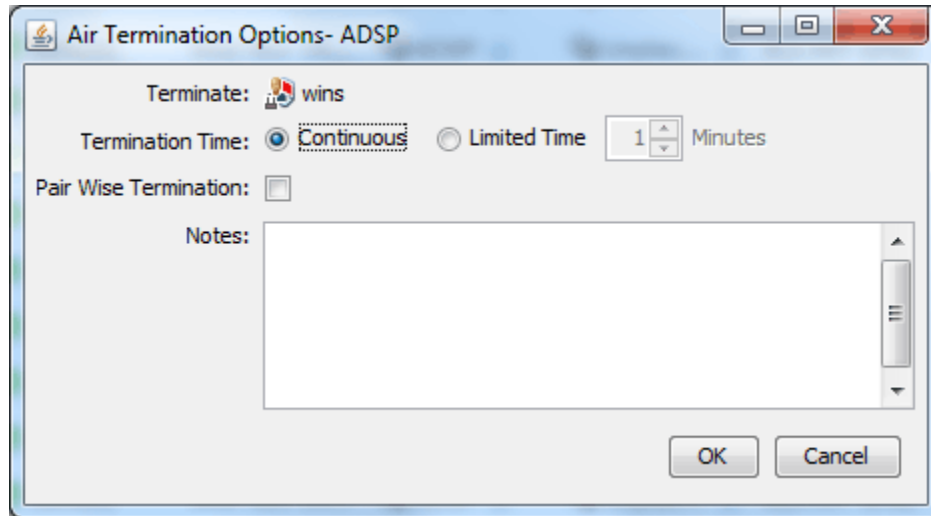 Air Termination Options- ADSP
Terminate: wins
Termination Time: Continuous Limited Time 1 Minutes
Pair Wise Termination:
Notes:
OK Cancel